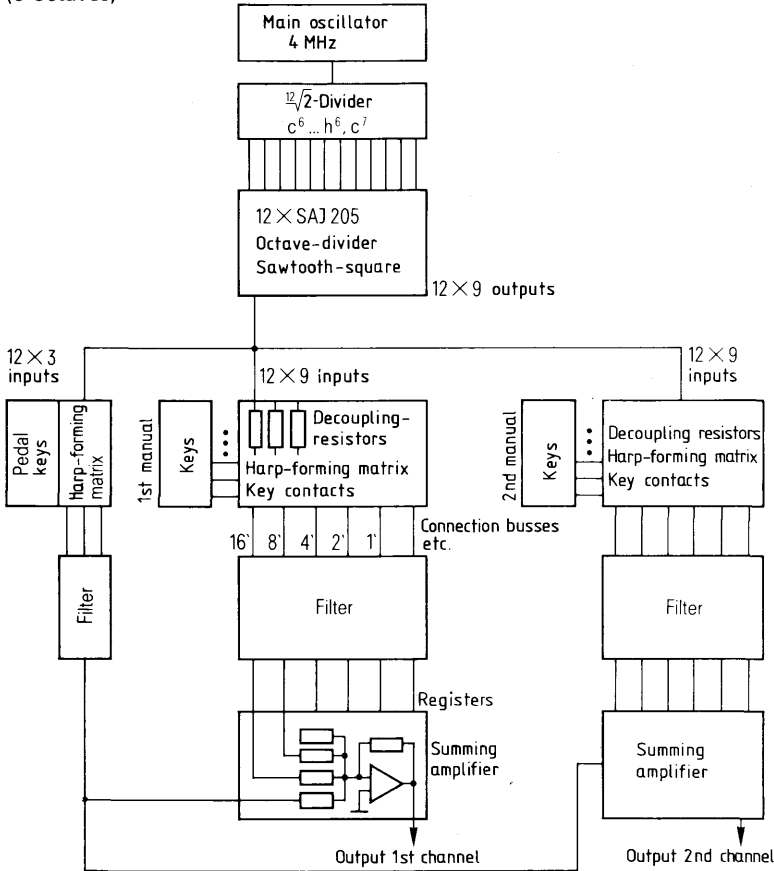 Main oscillator
4 MHz
¹²√2-Divider
c⁶ ... h⁶, c⁷
12 × SAJ 205
Octave-divider
Sawtooth-square
12 × 9 outputs
12 × 3
inputs
12 × 9 inputs
12 × 9
inputs
Pedal
keys
Harp-forming
matrix
1st manual
Keys
Decoupling-
resistors
Harp-forming matrix
Key contacts
2nd manual
Keys
Decoupling resistors
Harp-forming matrix
Key contacts
16' 8' 4' 2' 1'
Connection busses
etc.
Filter
Filter
Filter
Registers
Summing
amplifier
Summing
amplifier
Output 1st channel
Output 2nd channel